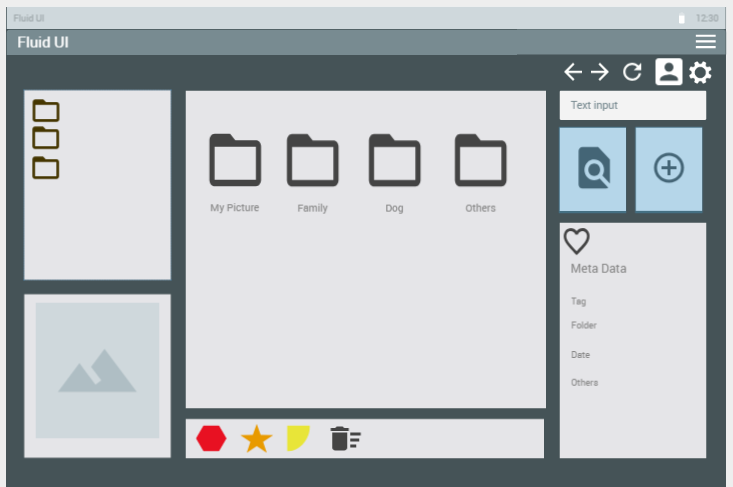 Fluid UI
12:30
Fluid UI
Text input
My Picture
Family
Dog
Others
Meta Data
Tag
Folder
Date
Others